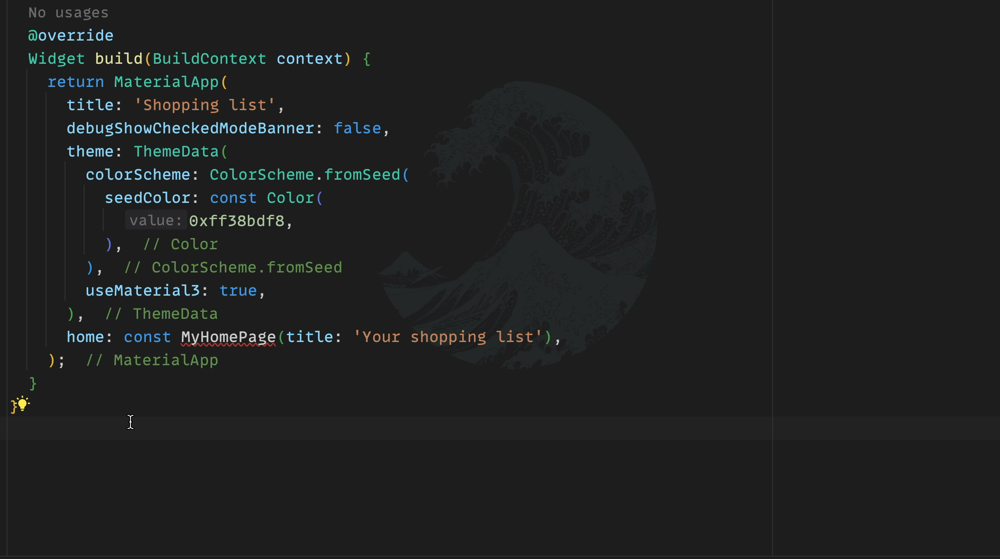 No usages
@override
Widget build(BuildContext context) {
return MaterialApp(
title: 'Shopping list',
debugShowCheckedModeBanner: false,
theme: ThemeData(
colorScheme: ColorScheme.fromSeed(
seedColor: const Color(
value: 0xff38bdf8,
), // Color
), // ColorScheme.fromSeed
useMaterial3: true,
), // ThemeData
home: const MyHomePage(title: 'Your shopping list'),
); // MaterialApp
}
}